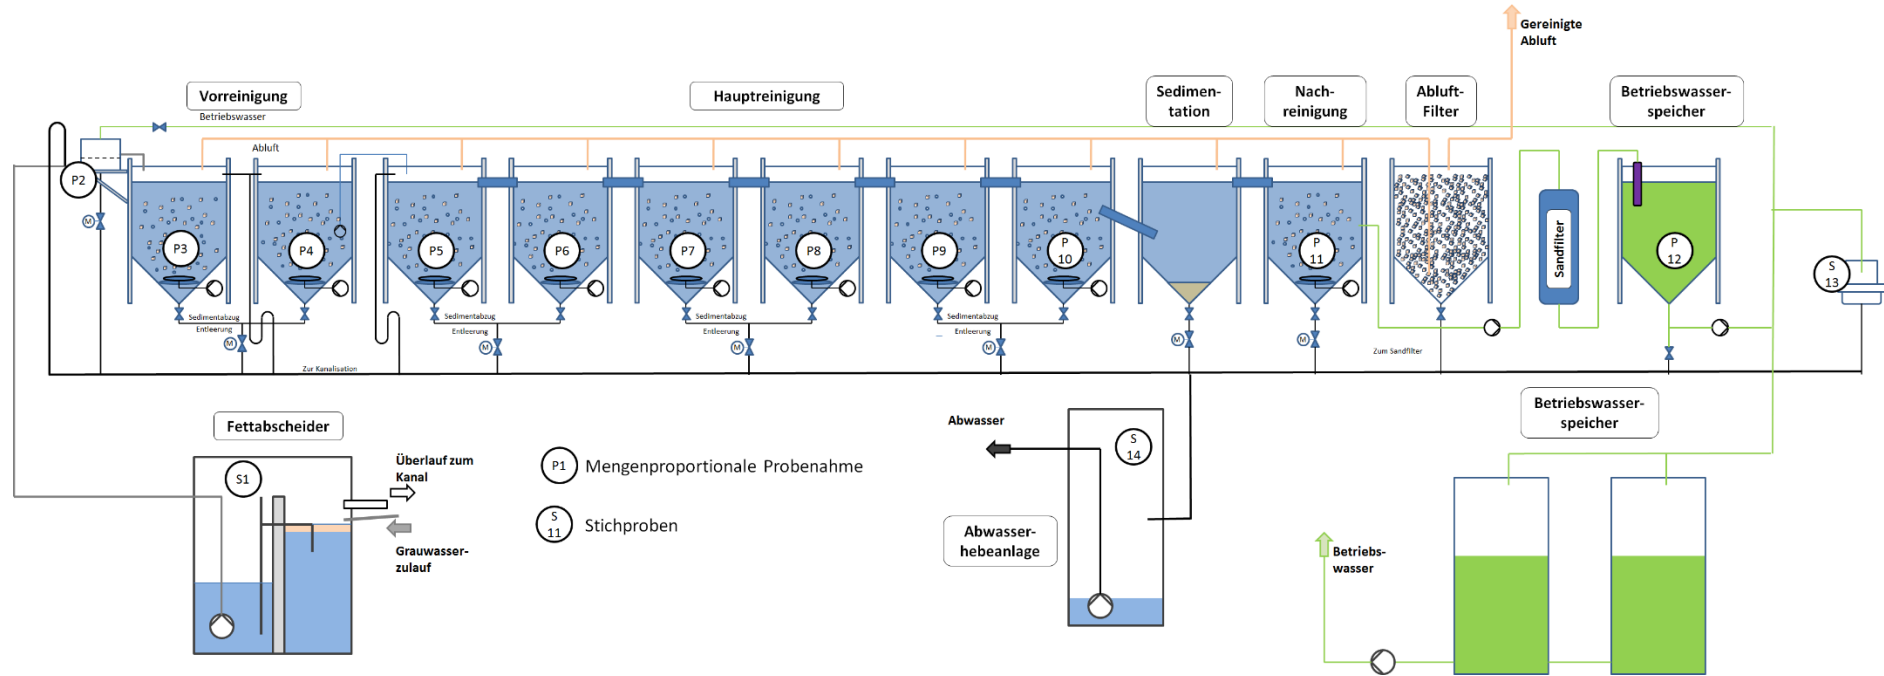 Gereinigte
Abluft
Vorreinigung
Hauptreinigung
Sedimen-
tation
Nach-
reinigung
Abluft-
Filter
Betriebswasser-
speicher
Betriebswasser
Abluft
P2
P3
P4
P5
P6
P7
P8
P9
P
10
P
11
Sandfilter
P
12
S
13
M
Sedimentabzug
Entleerung
M
Sedimentabzug
Entleerung
M
Sedimentabzug
Entleerung
M
Sedimentabzug
Entleerung
M
M
M
Zum Sandfilter
Zur Kanalisation
Fettabscheider
S1
Überlauf zum
Kanal
Grauwasser-
zulauf
P1 Mengenproportionale Probenahme
S
11
Stichproben
Abwasser
S
14
Abwasser-
hebeanlage
Betriebswasser-
speicher
Betriebs-
wasser